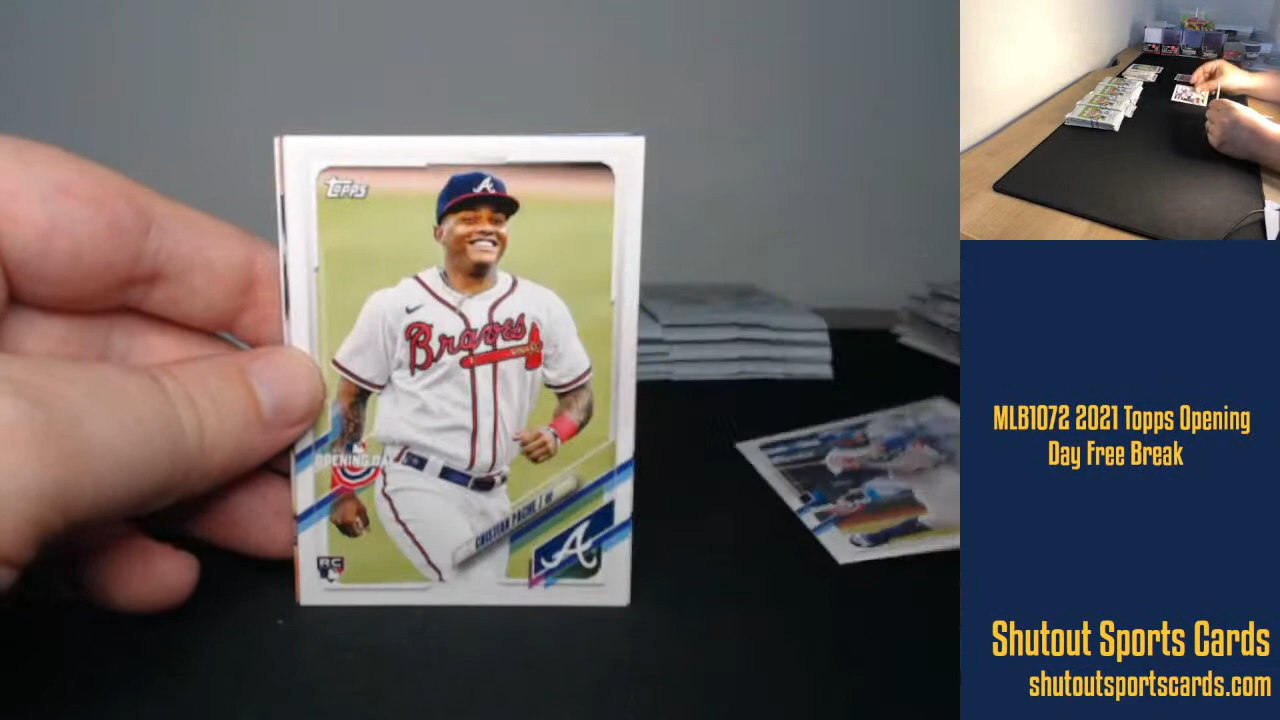 TOPPS
A
Braves
OPENING DAY
CRISTIAN PACHE / OF
A
RC
MLB1072 2021 Topps Opening
Day Free Break
Shutout Sports Cards
shutoutsportscards.com